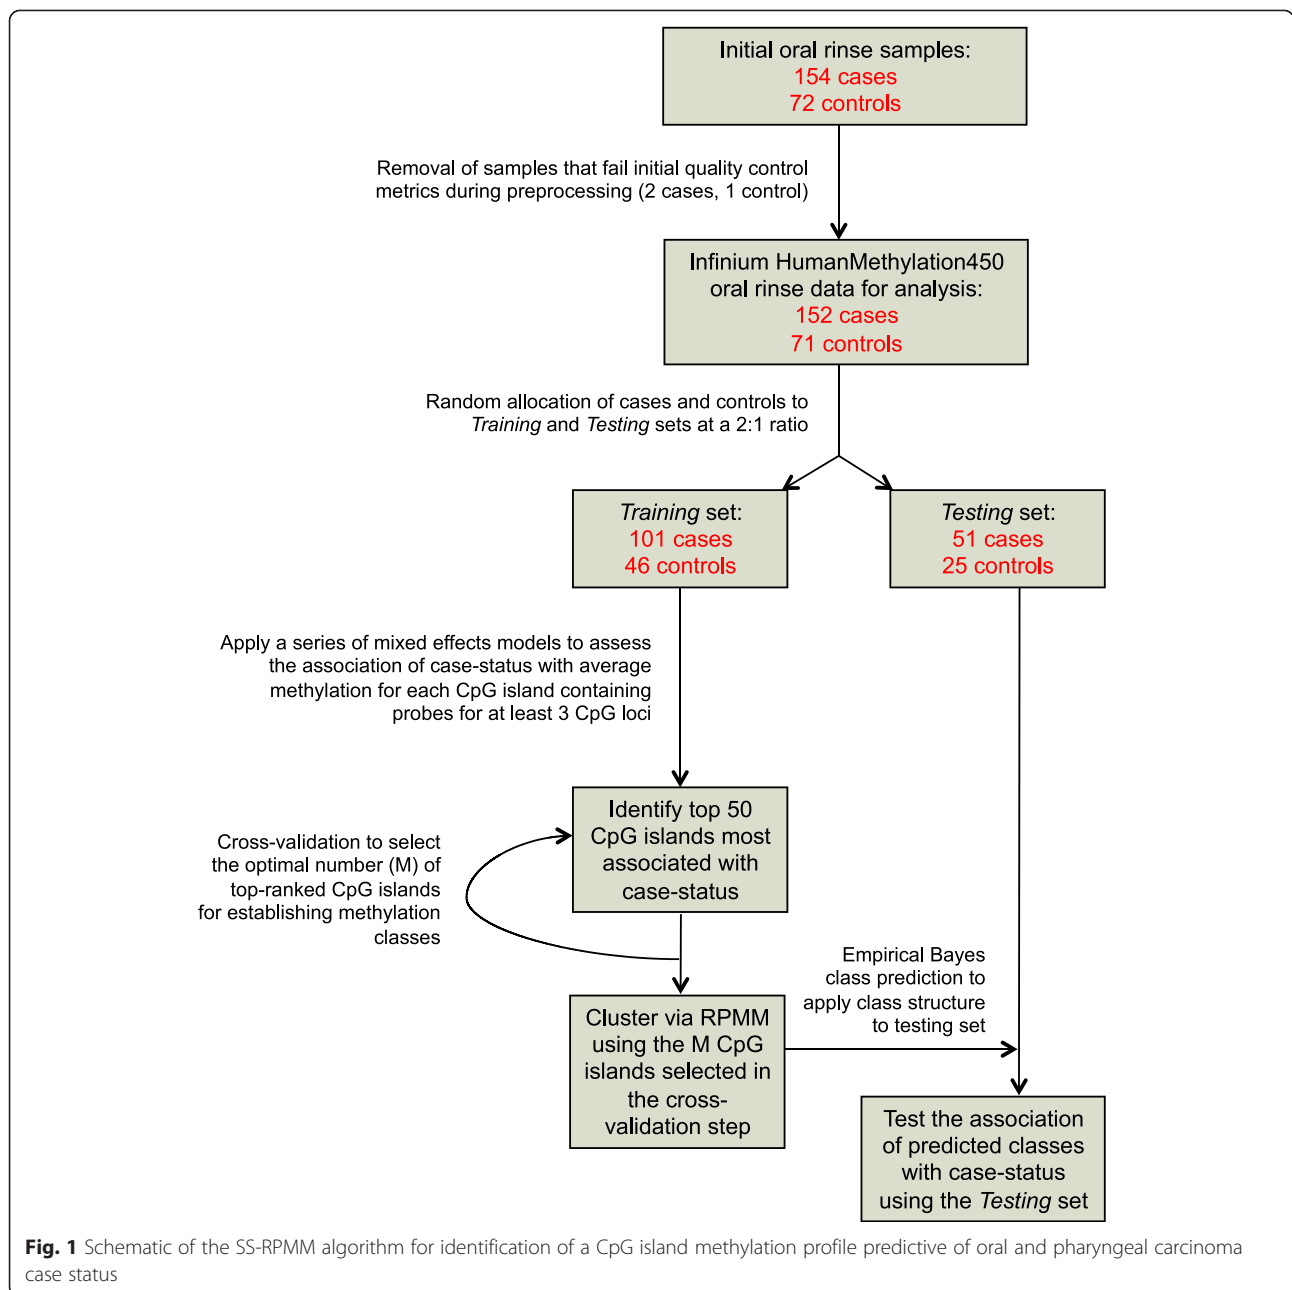 Initial oral rinse samples:
154 cases
72 controls
Removal of samples that fail initial quality control
metrics during preprocessing (2 cases, 1 control)
Infinium HumanMethylation450
oral rinse data for analysis:
152 cases
71 controls
Random allocation of cases and controls to
Training and Testing sets at a 2:1 ratio
Training set:
101 cases
46 controls
Testing set:
51 cases
25 controls
Apply a series of mixed effects models to assess
the association of case-status with average
methylation for each CpG island containing
probes for at least 3 CpG loci
Identify top 50
CpG islands most
associated with
case-status
Cross-validation to select
the optimal number (M) of
top-ranked CpG islands
for establishing methylation
classes
Empirical Bayes
class prediction to
apply class structure
to testing set
Cluster via RPMM
using the M CpG
islands selected in
the cross-
validation step
Test the association
of predicted classes
with case-status
using the Testing set
Fig. 1 Schematic of the SS-RPMM algorithm for identification of a CpG island methylation profile predictive of oral and pharyngeal carcinoma
case status